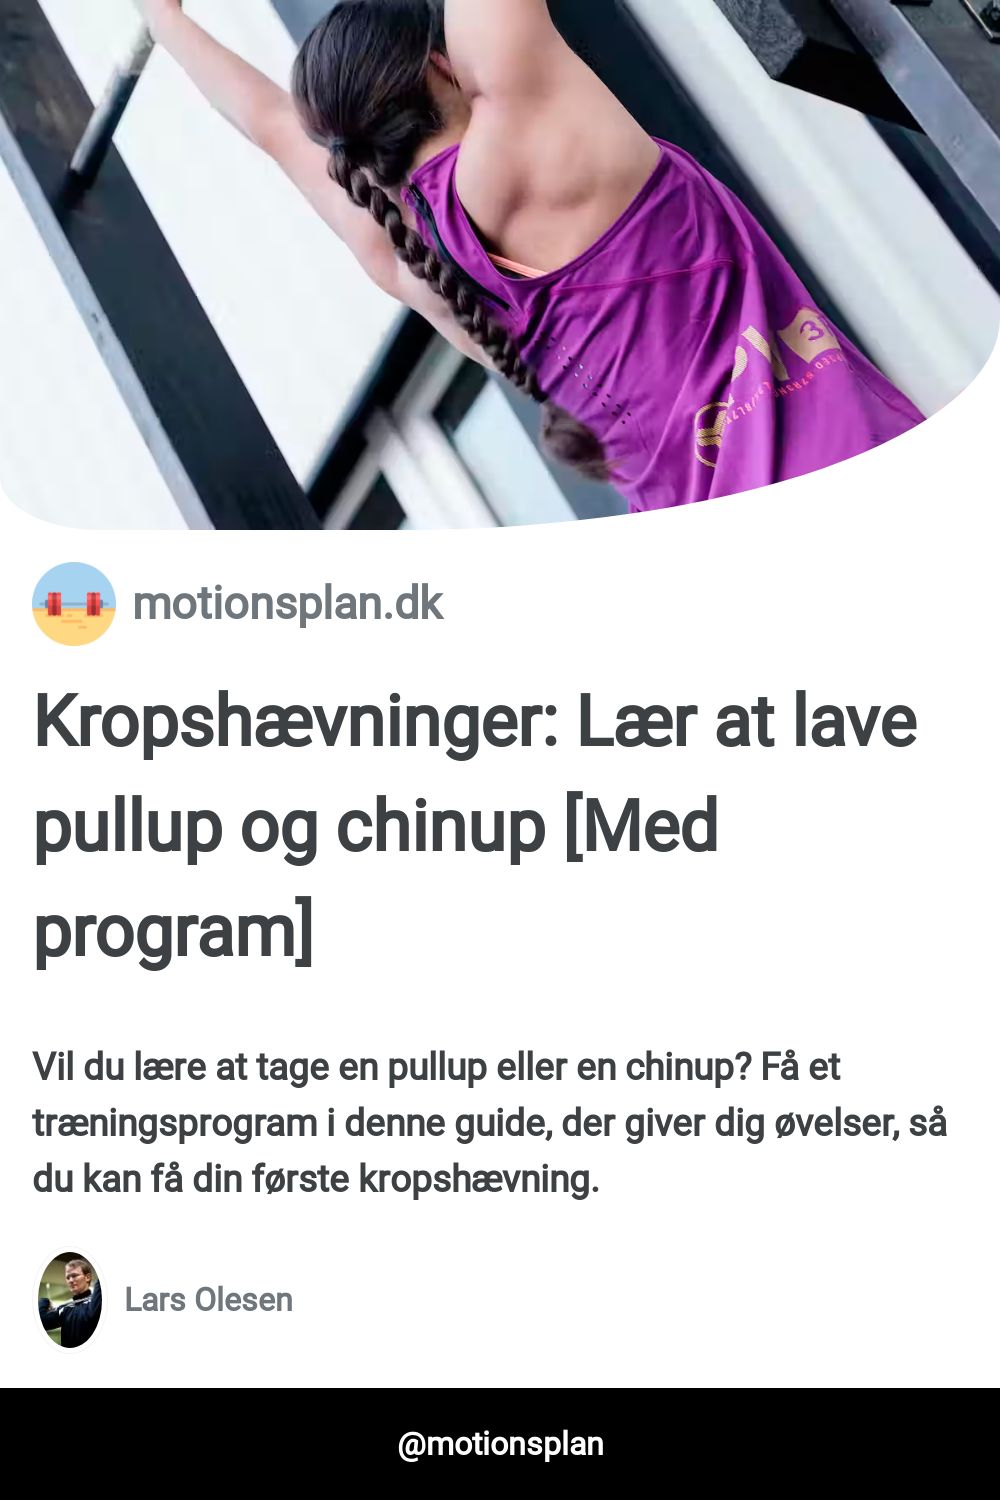 3
motionsplan.dk
Kropshævninger: Lær at lave
pullup og chinup [Med
program]
Vil du lære at tage en pullup eller en chinup? Få et
træningsprogram i denne guide, der giver dig øvelser, så
du kan få din første kropshævning.
Lars Olesen
@motionsplan